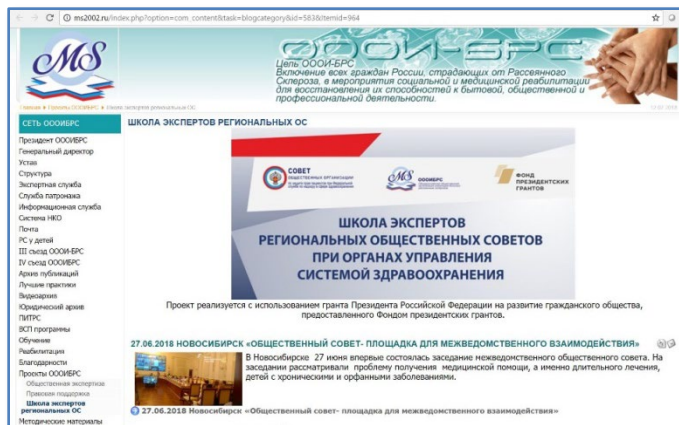 ms2002.ru/index.php?option=com_content&task=blogcategory&id=583&Itemid=964
MS
ОООИ-БРС
Цель ОООИ-БРС
Включение всех граждан России, страдающих от Рассеянного
Склероза, в мероприятия социальной и медицинской реабилитации
для восстановления их способностей к бытовой, общественной и
профессиональной деятельности.
СЕТЬ ОООИБРС
Президент ОООИБРС
Генеральный директор
Устав
Структура
Экспертная служба
Служба патронажа
Информационная служба
Система НКО
Почта
РС у детей
III съезд ОООИ-БРС
IV съезд ОООИБРС
Архив публикаций
Лучшие практики
Видеоархив
Юридический архив
ПИТРС
ВСП программы
Обучение
Реабилитация
Благодарности
Проекты ОООИБРС
Общественная экспертиза
Правовая поддержка
Школа экспертов
региональных ОС
Методические материалы
ШКОЛА ЭКСПЕРТОВ РЕГИОНАЛЬНЫХ ОС
СОВЕТ
ОБЩЕСТВЕННЫХ ОРГАНИЗАЦИЙ
MS
ОООИБРС
ФОНД
ПРЕЗИДЕНТСКИХ
ГРАНТОВ
ШКОЛА ЭКСПЕРТОВ
РЕГИОНАЛЬНЫХ ОБЩЕСТВЕННЫХ СОВЕТОВ
ПРИ ОРГАНАХ УПРАВЛЕНИЯ
СИСТЕМОЙ ЗДРАВООХРАНЕНИЯ
Проект реализуется с использованием гранта Президента Российской Федерации на развитие гражданского общества,
предоставленного Фондом президентских грантов.
27.06.2018 НОВОСИБИРСК «ОБЩЕСТВЕННЫЙ СОВЕТ- ПЛОЩАДКА ДЛЯ МЕЖВЕДОМСТВЕННОГО ВЗАИМОДЕЙСТВИЯ»
В Новосибирске 27 июня впервые состоялась заседание межведомственного общественного совета. На
заседании рассматривали проблему получения медицинской помощи, а именно длительного лечения,
детей с хроническими и орфанными заболеваниями.
27.06.2018 Новосибирск «Общественный совет- площадка для межведомственного взаимодействия»